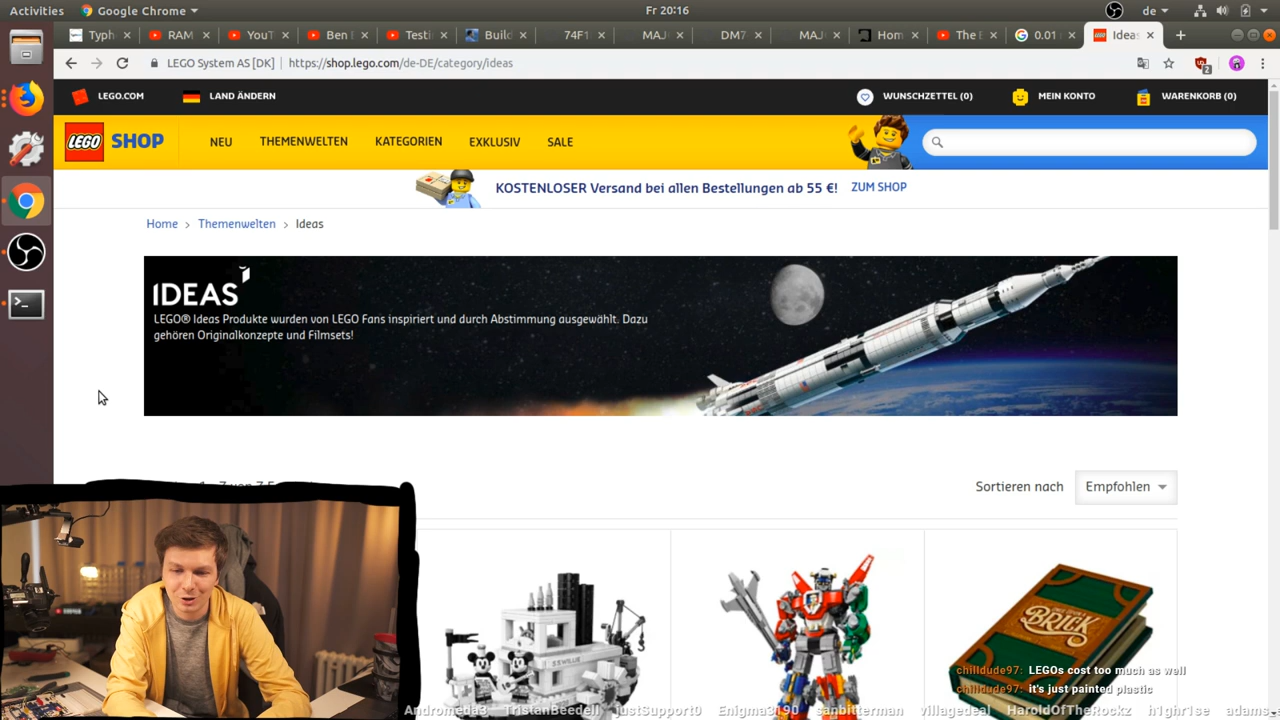 Activities
Google Chrome
Fr 20:16
de
Typh
RAM
YouT
Ben E
Testi
Build
74F1
MAJ
DM7
MAJ
Hom
The E
0.01
Ideas
LEGO System AS [DK]
https://shop.lego.com/de-DE/category/ideas
2
LEGO.COM
LAND ÄNDERN
WUNSCHZETTEL (0)
MEIN KONTO
WARENKORB (0)
LEGO SHOP
NEU
THEMENWELTEN
KATEGORIEN
EXKLUSIV
SALE
KOSTENLOSER Versand bei allen Bestellungen ab 55 €!
ZUM SHOP
Home > Themenwelten > Ideas
IDEAS
LEGO® Ideas Produkte wurden von LEGO Fans inspiriert und durch Abstimmung ausgewählt. Dazu
gehören Originalkonzepte und Filmsets!
Sortieren nach
Empfohlen
S.S. WILLIE
BRICK
chilldude97: LEGOs cost too much as well
chilldude97: it's just painted plastic
Andromeda3 TristanBeedell justSupport0 Enigma3190 sanbitterman villagedeal HaroldOfTheRockz iN1ghr1se adams